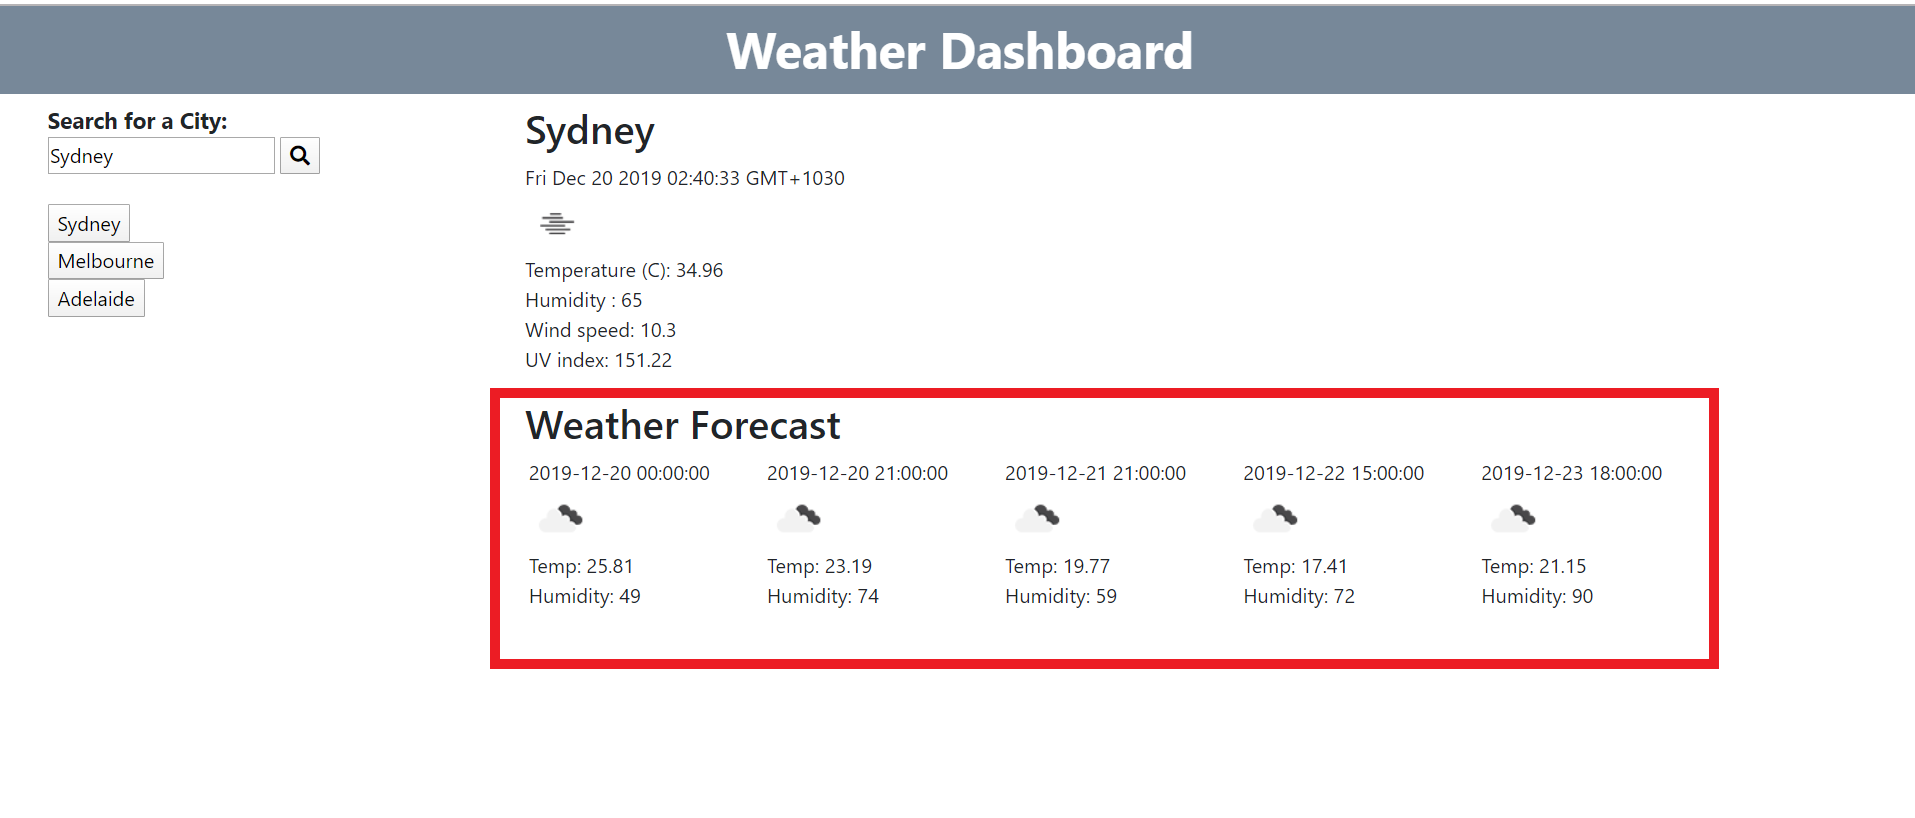 Weather Dashboard
Search for a City:
Sydney
Sydney
Melbourne
Adelaide
Sydney
Fri Dec 20 2019 02:40:33 GMT+1030
Temperature (C): 34.96
Humidity : 65
Wind speed: 10.3
UV index: 151.22
Weather Forecast
2019-12-20 00:00:00 2019-12-20 21:00:00 2019-12-21 21:00:00 2019-12-22 15:00:00 2019-12-23 18:00:00
Temp: 25.81 Temp: 23.19 Temp: 19.77 Temp: 17.41 Temp: 21.15
Humidity: 49 Humidity: 74 Humidity: 59 Humidity: 72 Humidity: 90